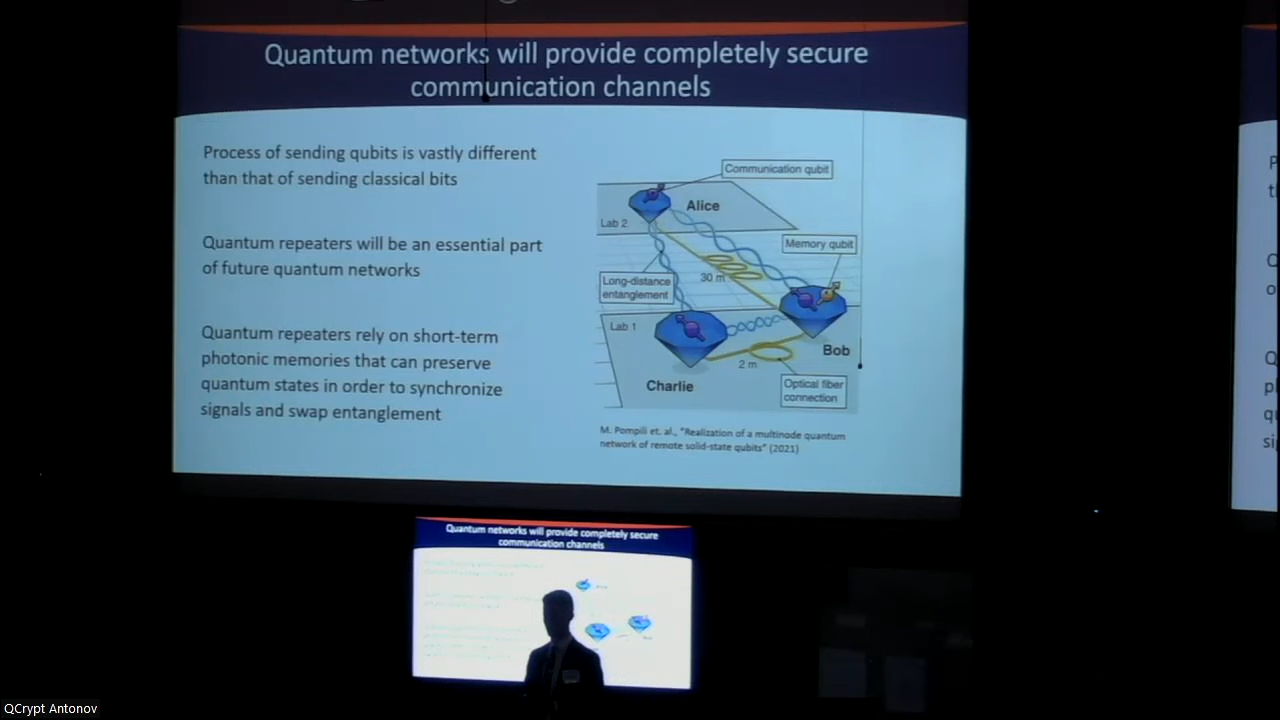 Quantum networks will provide completely secure
communication channels
Process of sending qubits is vastly different
than that of sending classical bits
Quantum repeaters will be an essential part
of future quantum networks
Quantum repeaters rely on short-term
photonic memories that can preserve
quantum states in order to synchronize
signals and swap entanglement
Communication qubit
Alice
Lab 2
Memory qubit
30 m
Long-distance
entanglement
Lab 1
Bob
2 m
Charlie
Optical fiber
connection
M. Pompili et. al., "Realization of a multinode quantum
network of remote solid-state qubits" (2021)
Quantum networks will provide completely secure
communication channels
QCrypt Antonov